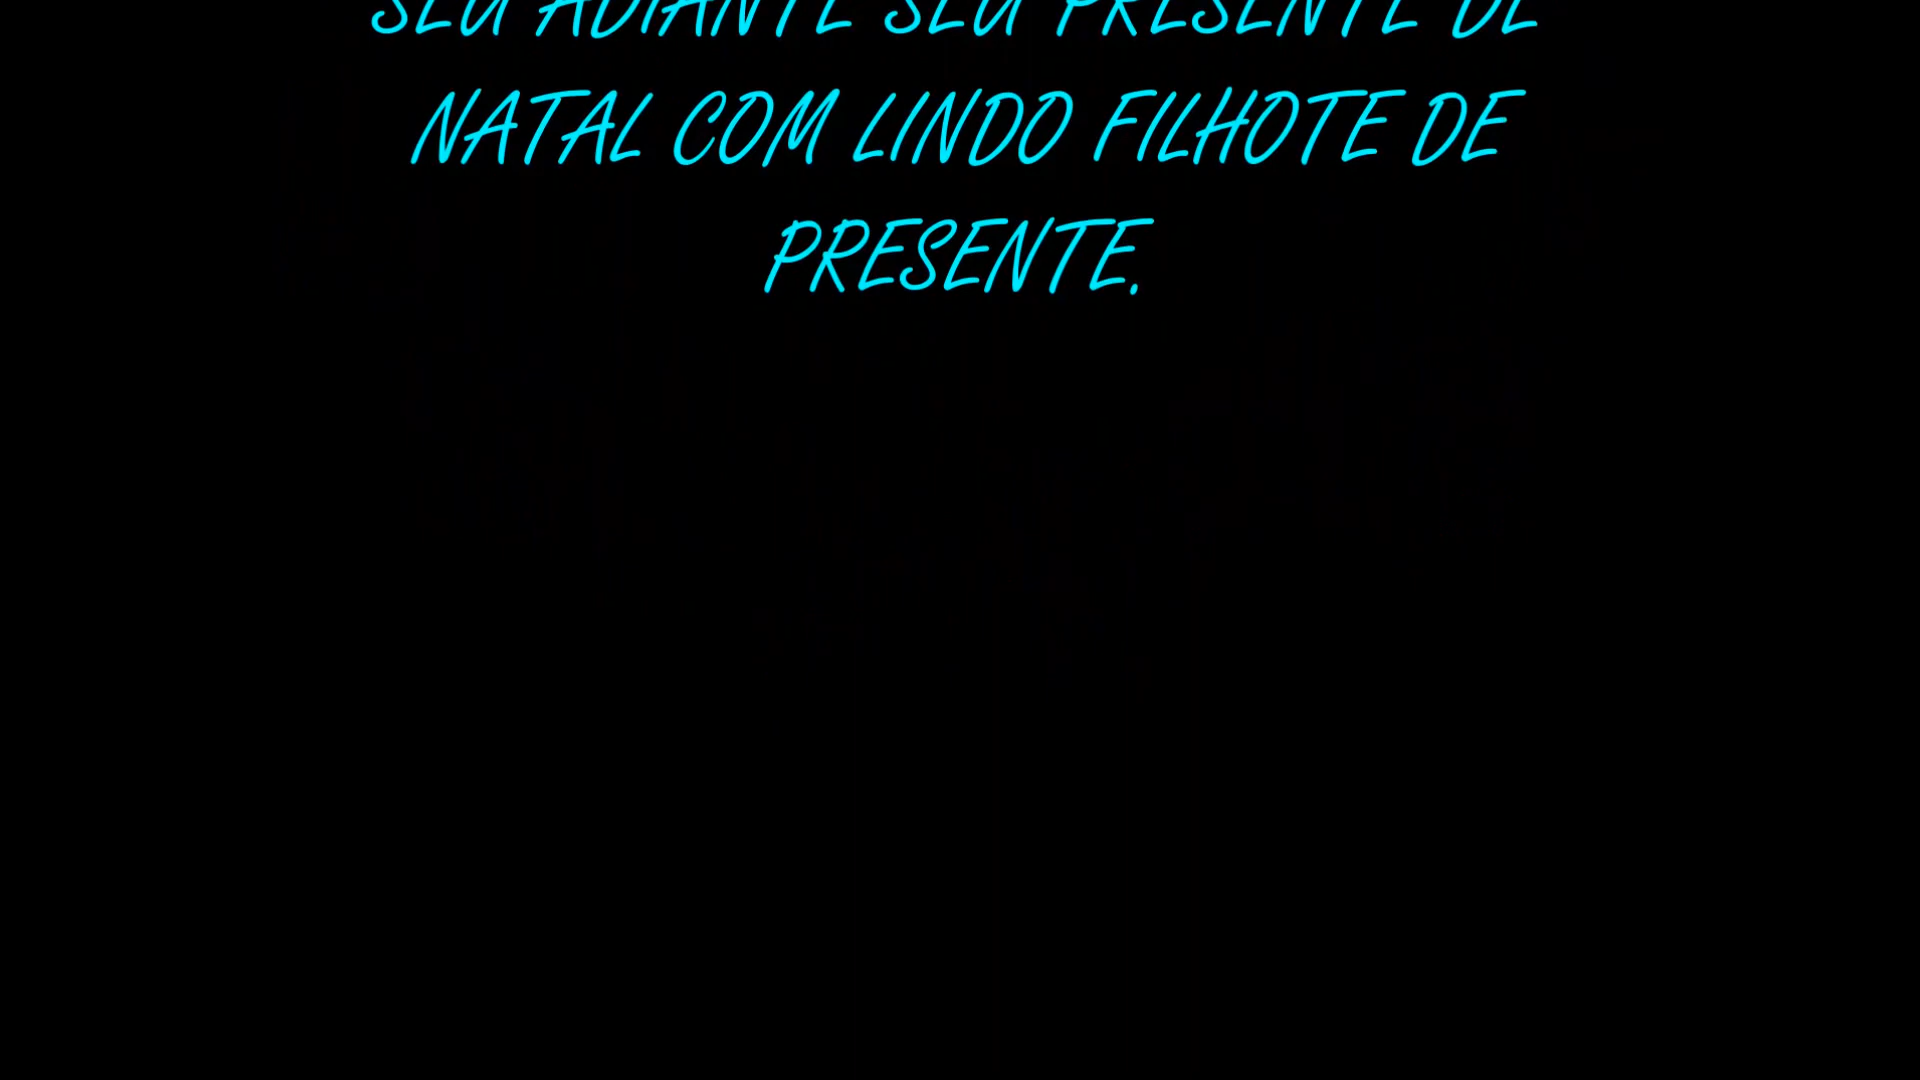 SEU ADIANTE SEU PRESENTE DE
NATAL COM LINDO FILHOTE DE
PRESENTE.